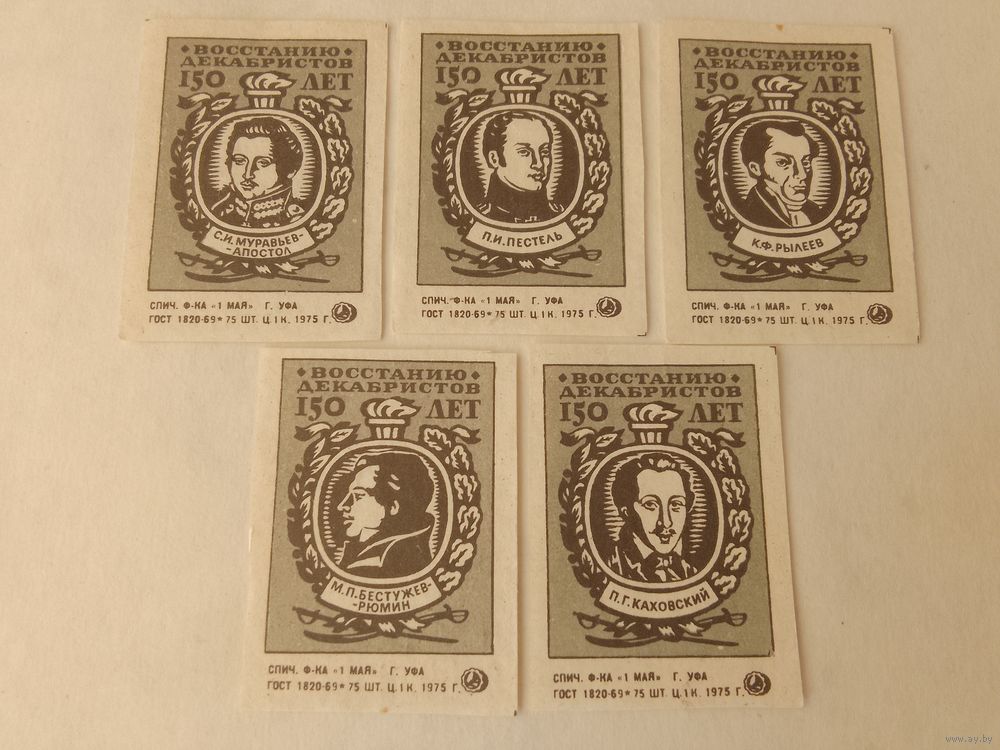 ВОССТАНИЮ
ДЕКАБРИСТОВ
150 ЛЕТ
С.И. МУРАВЬЕВ-
-АПОСТОЛ
СПИЧ. Ф-КА «1 МАЯ» Г. УФА
ГОСТ 1820-69* 75 ШТ. Ц. 1 К. 1975 Г.
ВОССТАНИЮ
ДЕКАБРИСТОВ
150 ЛЕТ
П.И. ПЕСТЕЛЬ
СПИЧ. Ф-КА «1 МАЯ» Г. УФА
ГОСТ 1820-69* 75 ШТ. Ц. 1 К. 1975 Г.
ВОССТАНИЮ
ДЕКАБРИСТОВ
150 ЛЕТ
К.Ф. РЫЛЕЕВ
СПИЧ. Ф-КА «1 МАЯ» Г. УФА
ГОСТ 1820-69* 75 ШТ. Ц. 1 К. 1975 Г.
ВОССТАНИЮ
ДЕКАБРИСТОВ
150 ЛЕТ
М.П. БЕСТУЖЕВ-
-РЮМИН
СПИЧ. Ф-КА «1 МАЯ» Г. УФА
ГОСТ 1820-69* 75 ШТ. Ц. 1 К. 1975 Г.
ВОССТАНИЮ
ДЕКАБРИСТОВ
150 ЛЕТ
П.Г. КАХОВСКИЙ
СПИЧ. Ф-КА «1 МАЯ» Г. УФА
ГОСТ 1820-69* 75 ШТ. Ц. 1 К. 1975 Г.
www.ay.by